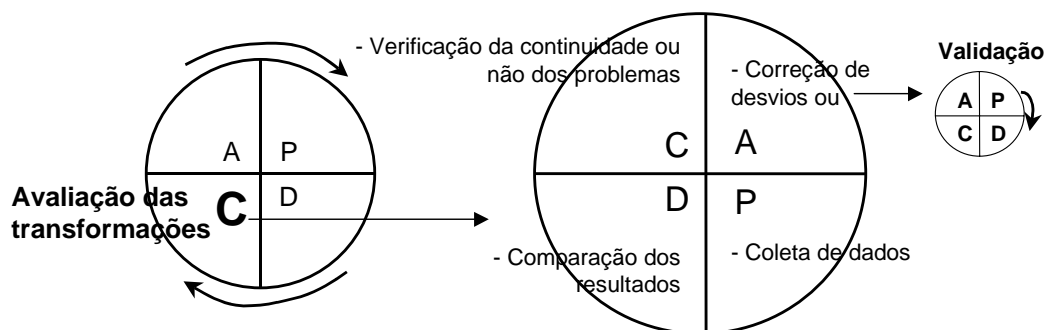 Avaliação das
transformações
A
P
C
D
- Verificação da continuidade ou
não dos problemas
- Correção de
desvios ou
C
A
D
P
- Comparação dos
resultados
- Coleta de dados
Validação
A
P
C
D